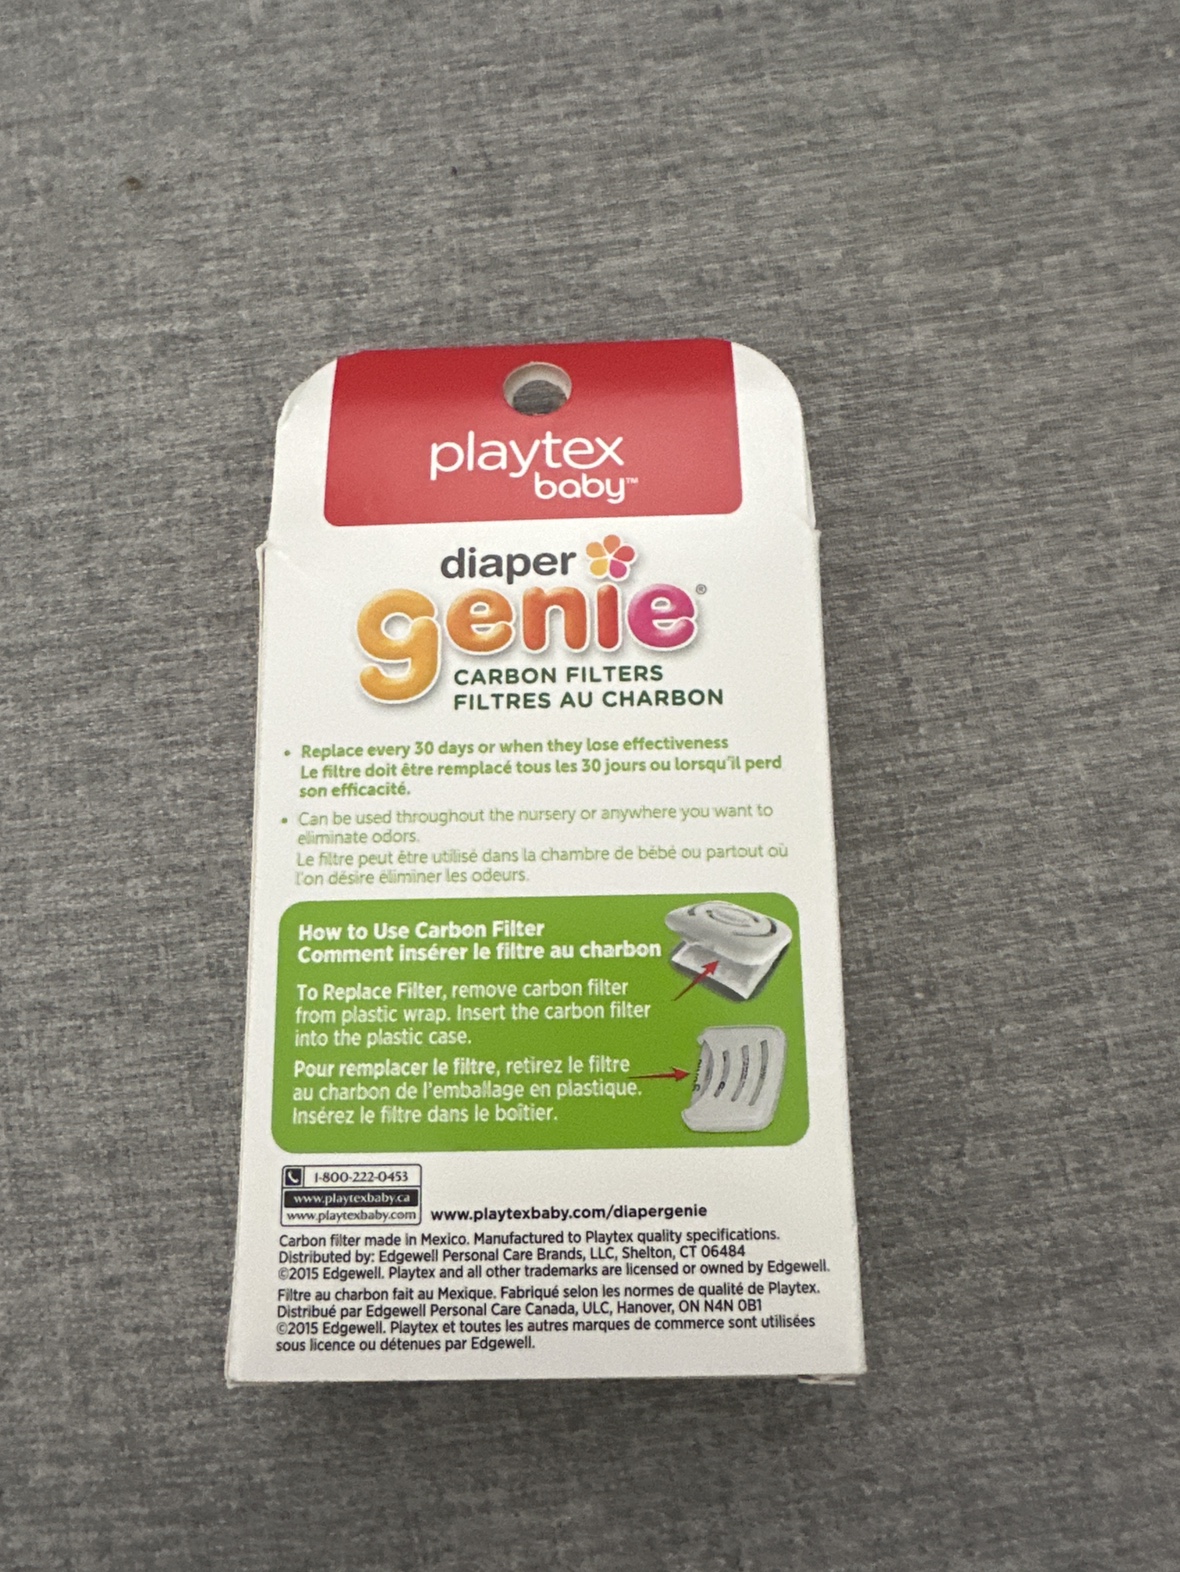 playtex
baby™
diaper
genie®
CARBON FILTERS
FILTRES AU CHARBON
• Replace every 30 days or when they lose effectiveness
Le filtre doit être remplacé tous les 30 jours ou lorsqu'il perd
son efficacité.
• Can be used throughout the nursery or anywhere you want to
eliminate odors.
Le filtre peut être utilisé dans la chambre de bébé ou partout où
l'on désire éliminer les odeurs.
How to Use Carbon Filter
Comment insérer le filtre au charbon
To Replace Filter, remove carbon filter
from plastic wrap. Insert the carbon filter
into the plastic case.
Pour remplacer le filtre, retirez le filtre
au charbon de l'emballage en plastique.
Insérez le filtre dans le boîtier.
1-800-222-0453
www.playtexbaby.ca
www.playtexbaby.com
www.playtexbaby.com/diapergenie
Carbon filter made in Mexico. Manufactured to Playtex quality specifications.
Distributed by: Edgewell Personal Care Brands, LLC, Shelton, CT 06484
©2015 Edgewell. Playtex and all other trademarks are licensed or owned by Edgewell.
Filtre au charbon fait au Mexique. Fabriqué selon les normes de qualité de Playtex.
Distribué par Edgewell Personal Care Canada, ULC, Hanover, ON N4N 0B1
©2015 Edgewell. Playtex et toutes les autres marques de commerce sont utilisées
sous licence ou détenues par Edgewell.